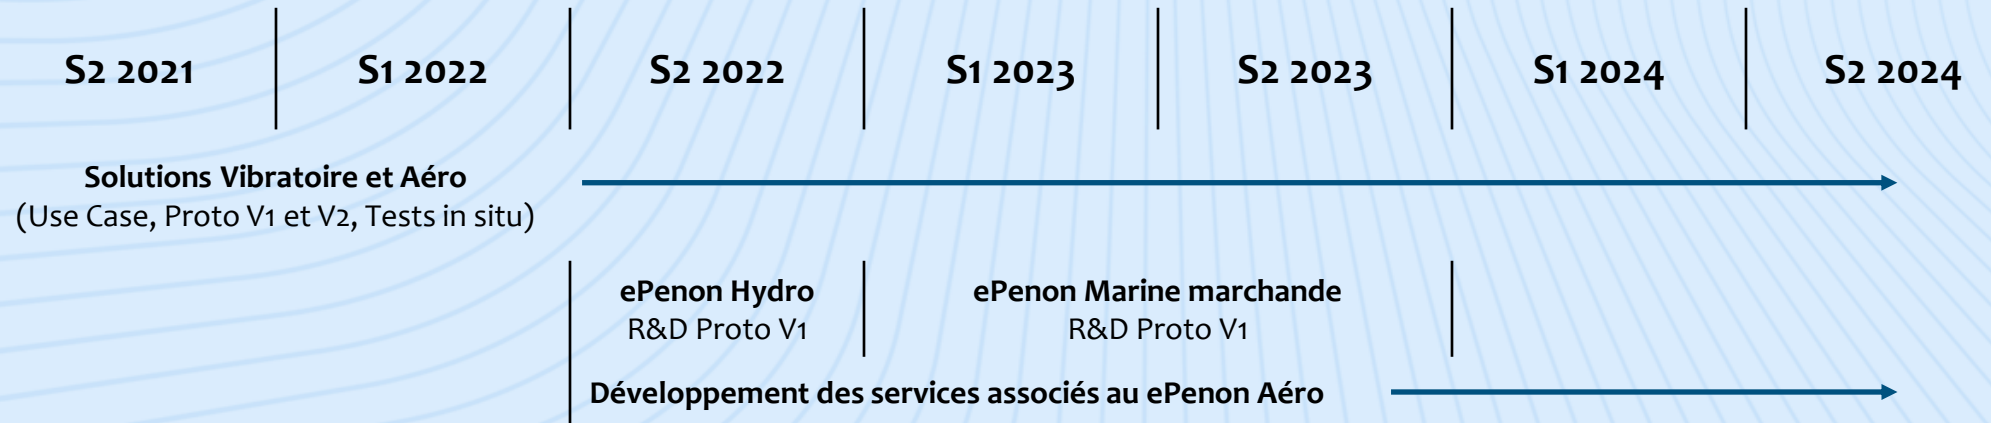 S2 2021 S1 2022 S2 2022 S1 2023 S2 2023 S1 2024 S2 2024
Solutions Vibratoire et Aéro
(Use Case, Proto V1 et V2, Tests in situ)
ePenon Hydro ePenon Marine marchande
R&D Proto V1 R&D Proto V1
Développement des services associés au ePenon Aéro